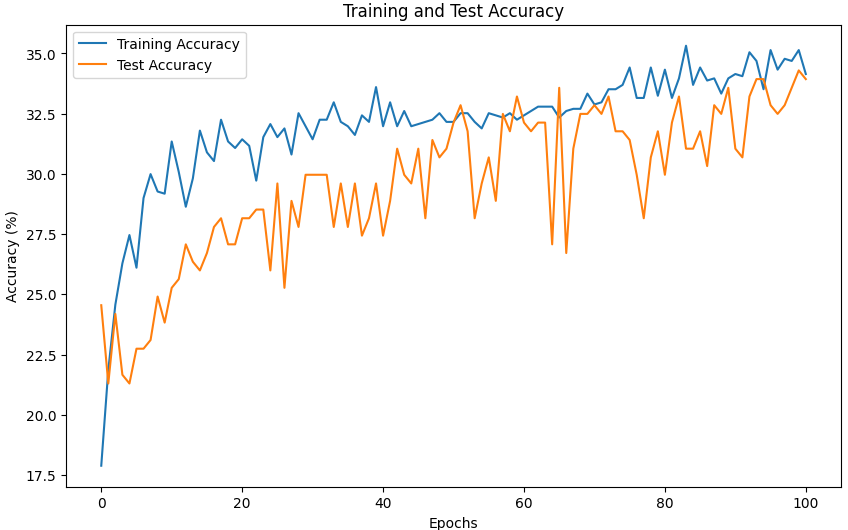 Training and Test Accuracy
Training Accuracy
Test Accuracy
Accuracy (%)
35.0
32.5
30.0
27.5
25.0
22.5
20.0
17.5
0
20
40
60
80
100
Epochs